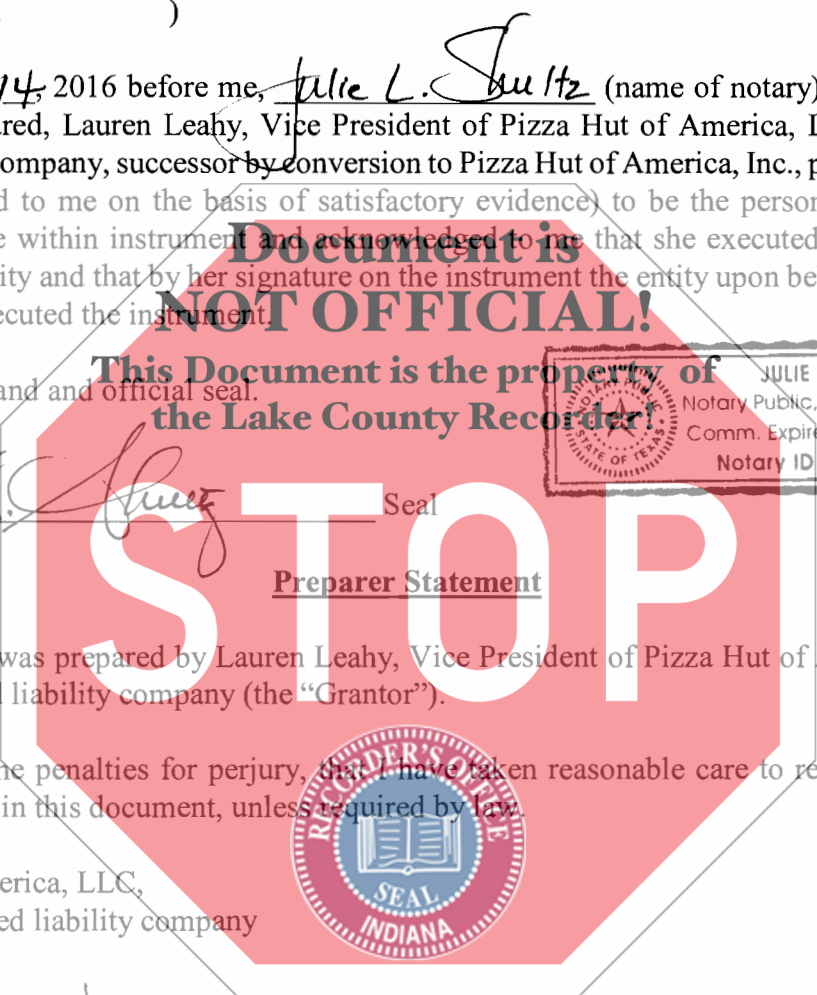 )
14, 2016 before me, Julie L. Shultz (name of notary)
ared, Lauren Leahy, Vice President of Pizza Hut of America, L
ompany, successor by conversion to Pizza Hut of America, Inc., p
d to me on the basis of satisfactory evidence) to be the person
e within instrument and acknowledged to me that she executed
ity and that by her signature on the instrument the entity upon be
ecuted the instrument.
Document is
NOT OFFICIAL!
This Document is the property of
the Lake County Recorder!
and and official seal.
JULIE
Notary Public,
Comm. Expire
Notary ID
NOTARY PUBLIC
STATE OF TEXAS
Shultz Seal
STOP
Preparer Statement
was prepared by Lauren Leahy, Vice President of Pizza Hut of
l liability company (the “Grantor”).
he penalties for perjury, that I have taken reasonable care to re
in this document, unless required by law.
RECORDER'S OFFICE
SEAL
INDIANA
erica, LLC,
ed liability company